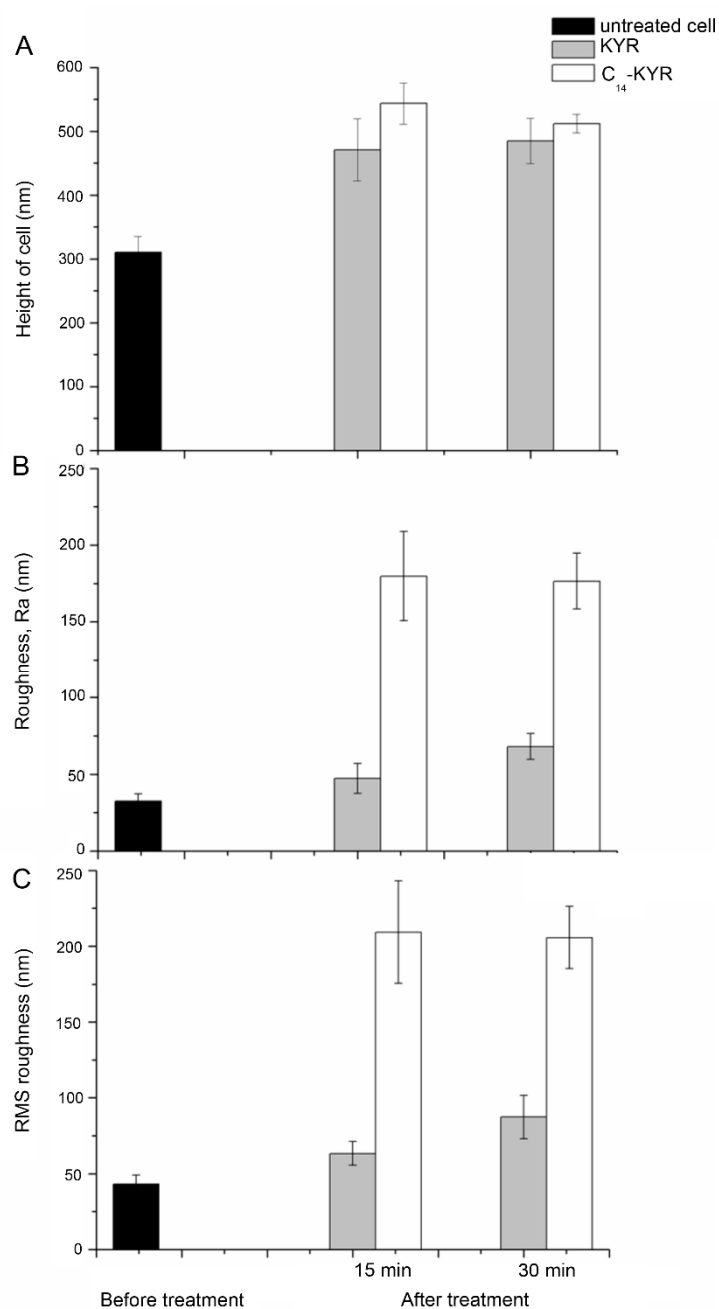 untreated cell
KYR
C₁₄-KYR
A
600
500
400
300
200
100
0
Height of cell (nm)
B
250
200
150
100
50
0
Roughness, Ra (nm)
C
250
200
150
100
50
0
RMS roughness (nm)
15 min 30 min
Before treatment After treatment